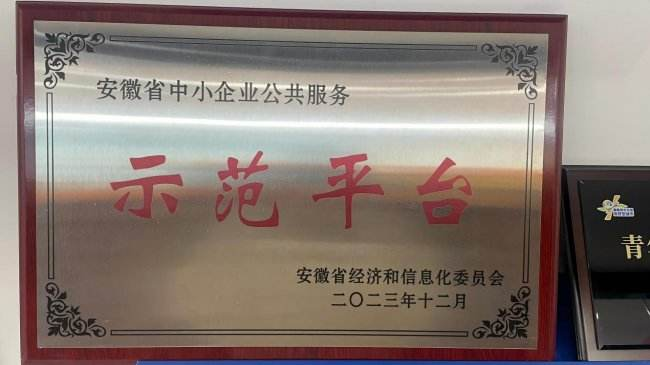 安徽省中小企业公共服务
示范平台
安徽省经济和信息化委员会
二〇二三年十二月
青